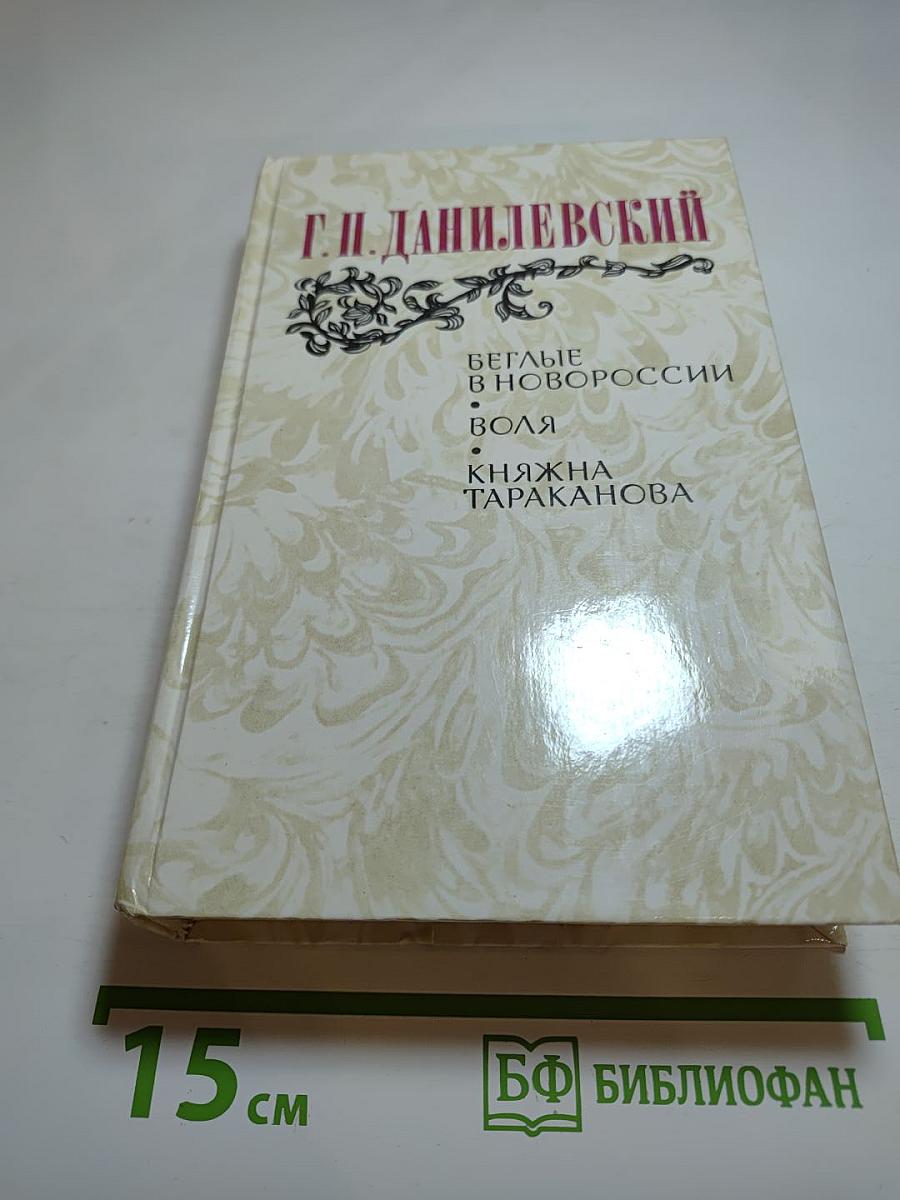 Г.П.ДАНИЛЕВСКИЙ
БЕГЛЫЕ
В НОВОРОССИИ
•
ВОЛЯ
•
КНЯЖНА
ТАРАКАНОВА
15 см
БФ БИБЛИОФАН